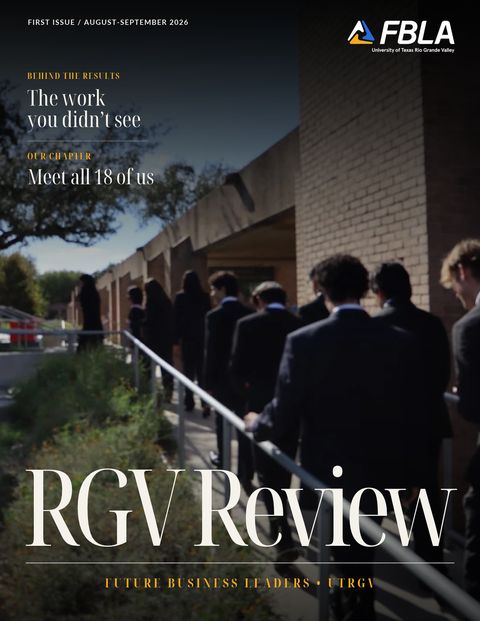 FIRST ISSUE / AUGUST-SEPTEMBER 2026
FBLA
University of Texas Rio Grande Valley
BEHIND THE RESULTS
The work
you didn’t see
OUR CHAPTER
Meet all 18 of us
RGV Review
FUTURE BUSINESS LEADERS • UTRGV